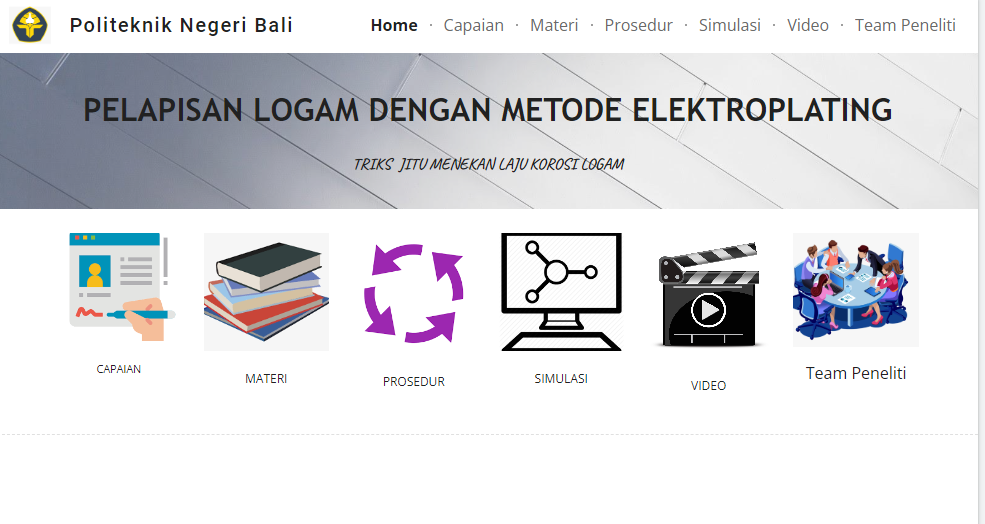 Politeknik Negeri Bali
Home · Capaian · Materi · Prosedur · Simulasi · Video · Team Peneliti
PELAPISAN LOGAM DENGAN METODE ELEKTROPLATING
TRIKS JITU MENEKAN LAJU KOROSI LOGAM
CAPAIAN
MATERI
PROSEDUR
SIMULASI
VIDEO
Team Peneliti